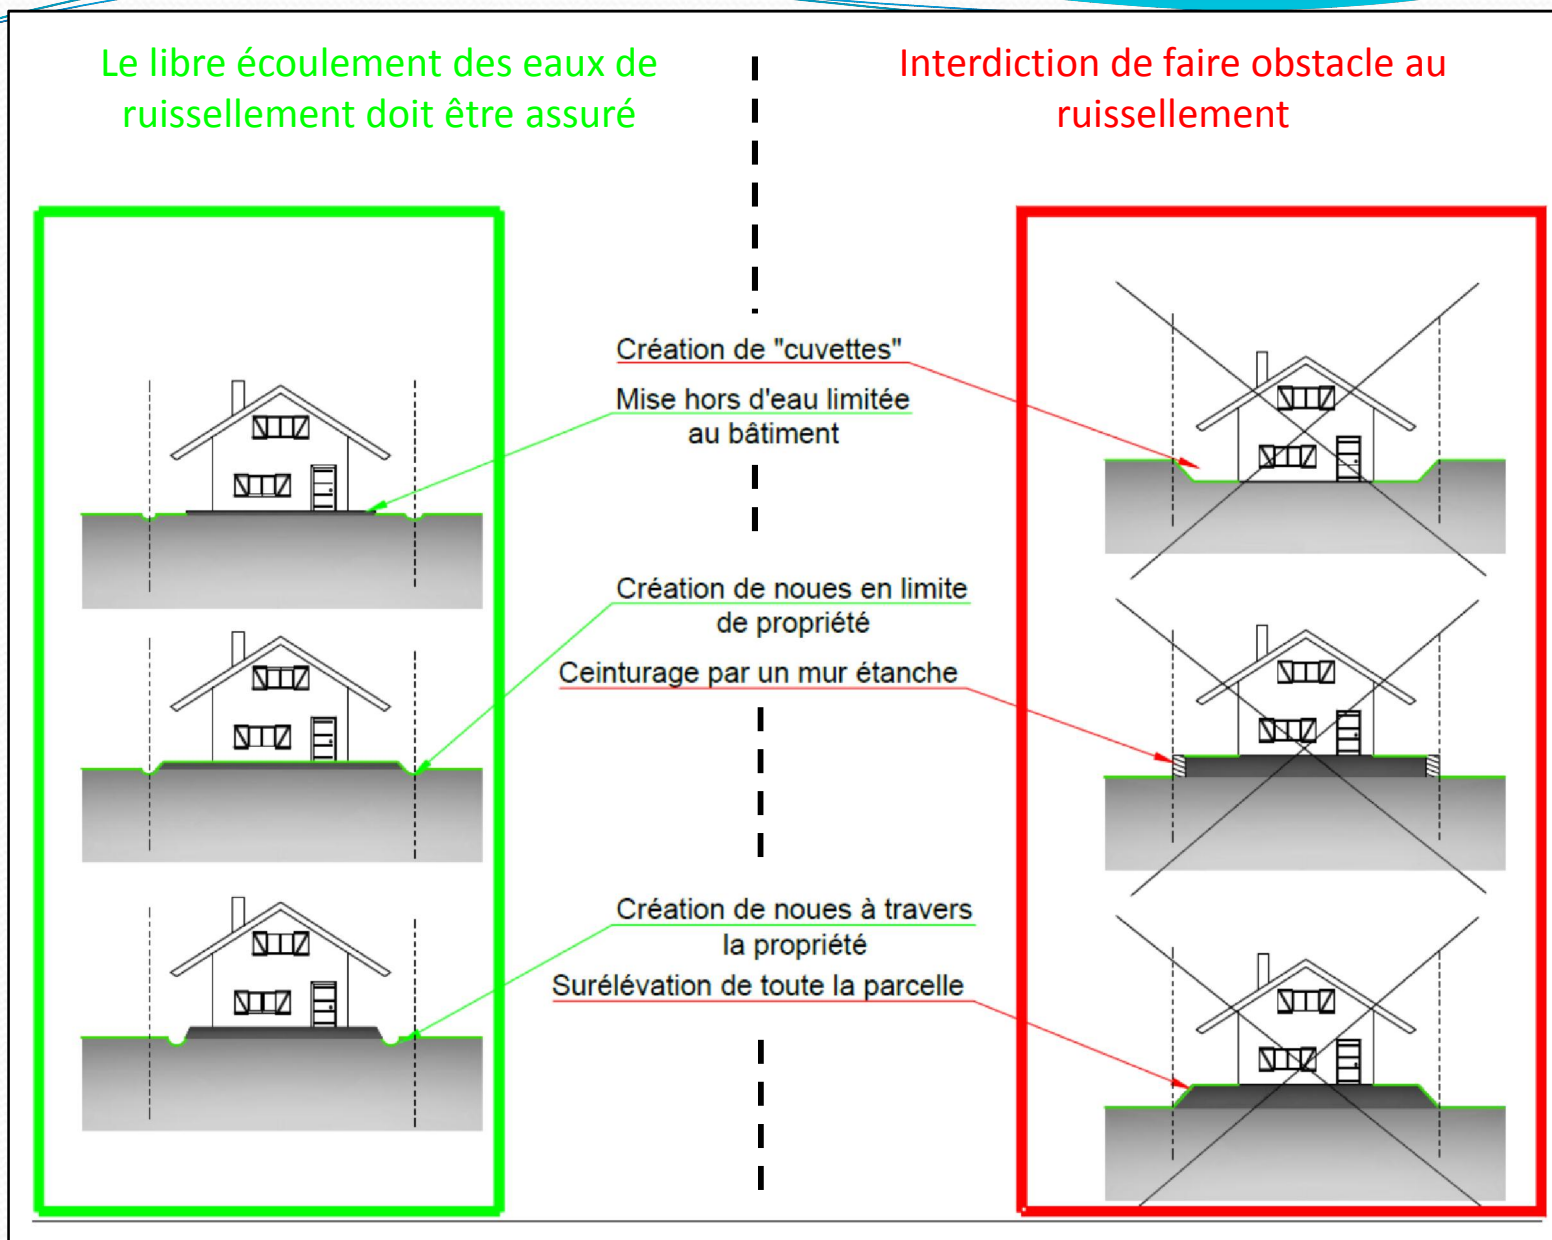 Le libre écoulement des eaux de
ruissellement doit être assuré
Interdiction de faire obstacle au
ruissellement
Création de "cuvettes"
Mise hors d'eau limitée
au bâtiment
Création de noues en limite
de propriété
Ceinturage par un mur étanche
Création de noues à travers
la propriété
Surélévation de toute la parcelle